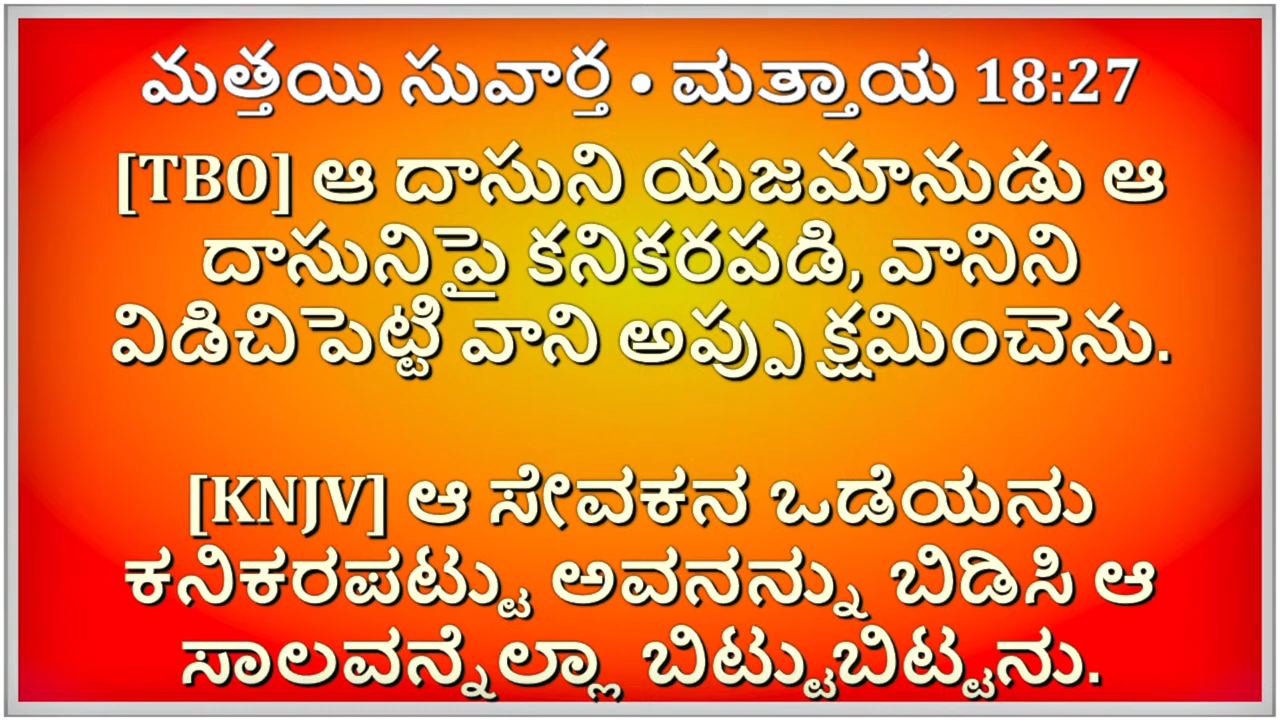 మత్తయి సువార్త • ಮತ್ತಾಯ 18:27
[TBO] ఆ దాసుని యజమానుడు ఆ
దాసునిపై కనికరపడి, వానిని
విడిచిపెట్టి వాని అప్పు క్షమించెను.
[KNJV] ಆ ಸೇವಕನ ಒಡೆಯನು
ಕನಿಕರಪಟ್ಟು ಅವನನ್ನು ಬಿಡಿಸಿ ಆ
ಸಾಲವನ್ನೆಲ್ಲಾ ಬಿಟ್ಟುಬಿಟ್ಟನು.